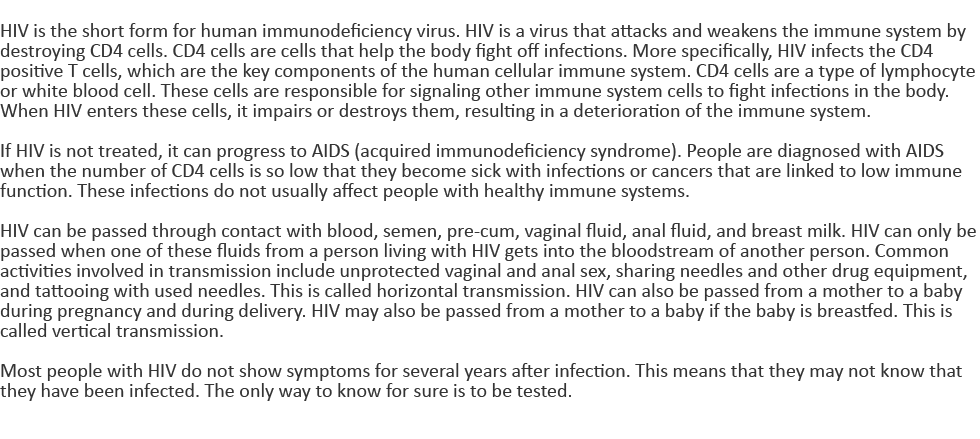 HIV is the short form for human immunodeficiency virus. HIV is a virus that attacks and weakens the immune system by
destroying CD4 cells. CD4 cells are cells that help the body fight off infections. More specifically, HIV infects the CD4
positive T cells, which are the key components of the human cellular immune system. CD4 cells are a type of lymphocyte
or white blood cell. These cells are responsible for signaling other immune system cells to fight infections in the body.
When HIV enters these cells, it impairs or destroys them, resulting in a deterioration of the immune system.
If HIV is not treated, it can progress to AIDS (acquired immunodeficiency syndrome). People are diagnosed with AIDS
when the number of CD4 cells is so low that they become sick with infections or cancers that are linked to low immune
function. These infections do not usually affect people with healthy immune systems.
HIV can be passed through contact with blood, semen, pre-cum, vaginal fluid, anal fluid, and breast milk. HIV can only be
passed when one of these fluids from a person living with HIV gets into the bloodstream of another person. Common
activities involved in transmission include unprotected vaginal and anal sex, sharing needles and other drug equipment,
and tattooing with used needles. This is called horizontal transmission. HIV can also be passed from a mother to a baby
during pregnancy and during delivery. HIV may also be passed from a mother to a baby if the baby is breastfed. This is
called vertical transmission.
Most people with HIV do not show symptoms for several years after infection. This means that they may not know that
they have been infected. The only way to know for sure is to be tested.